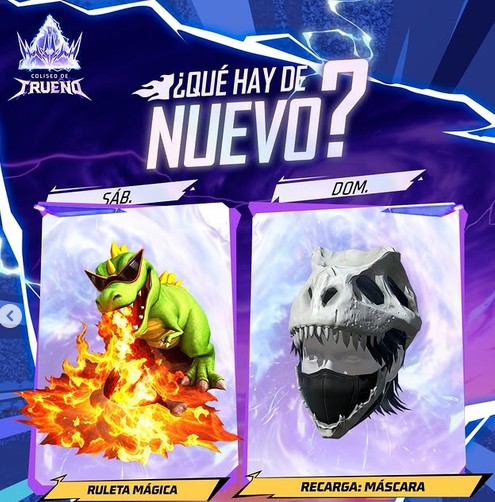 COLISEO DE
TRUENO
¿QUÉ HAY DE
NUEVO?
SÁB.
DOM.
RULETA MÁGICA
RECARGA: MÁSCARA